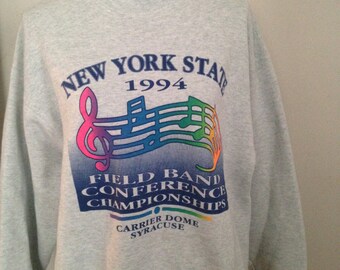 NEW YORK STATE
1994
FIELD BAND
CONFERENCE
CHAMPIONSHIPS
CARRIER DOME
SYRACUSE